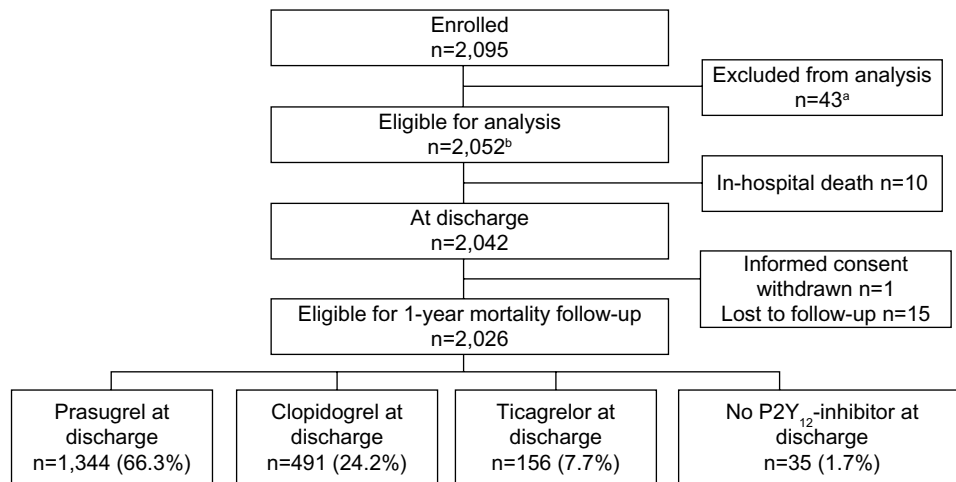 Enrolled
n=2,095
Excluded from analysis
n=43ᵃ
Eligible for analysis
n=2,052ᵇ
In-hospital death n=10
At discharge
n=2,042
Informed consent
withdrawn n=1
Lost to follow-up n=15
Eligible for 1-year mortality follow-up
n=2,026
Prasugrel at
discharge
n=1,344 (66.3%)
Clopidogrel at
discharge
n=491 (24.2%)
Ticagrelor at
discharge
n=156 (7.7%)
No P2Y₁₂-inhibitor at
discharge
n=35 (1.7%)